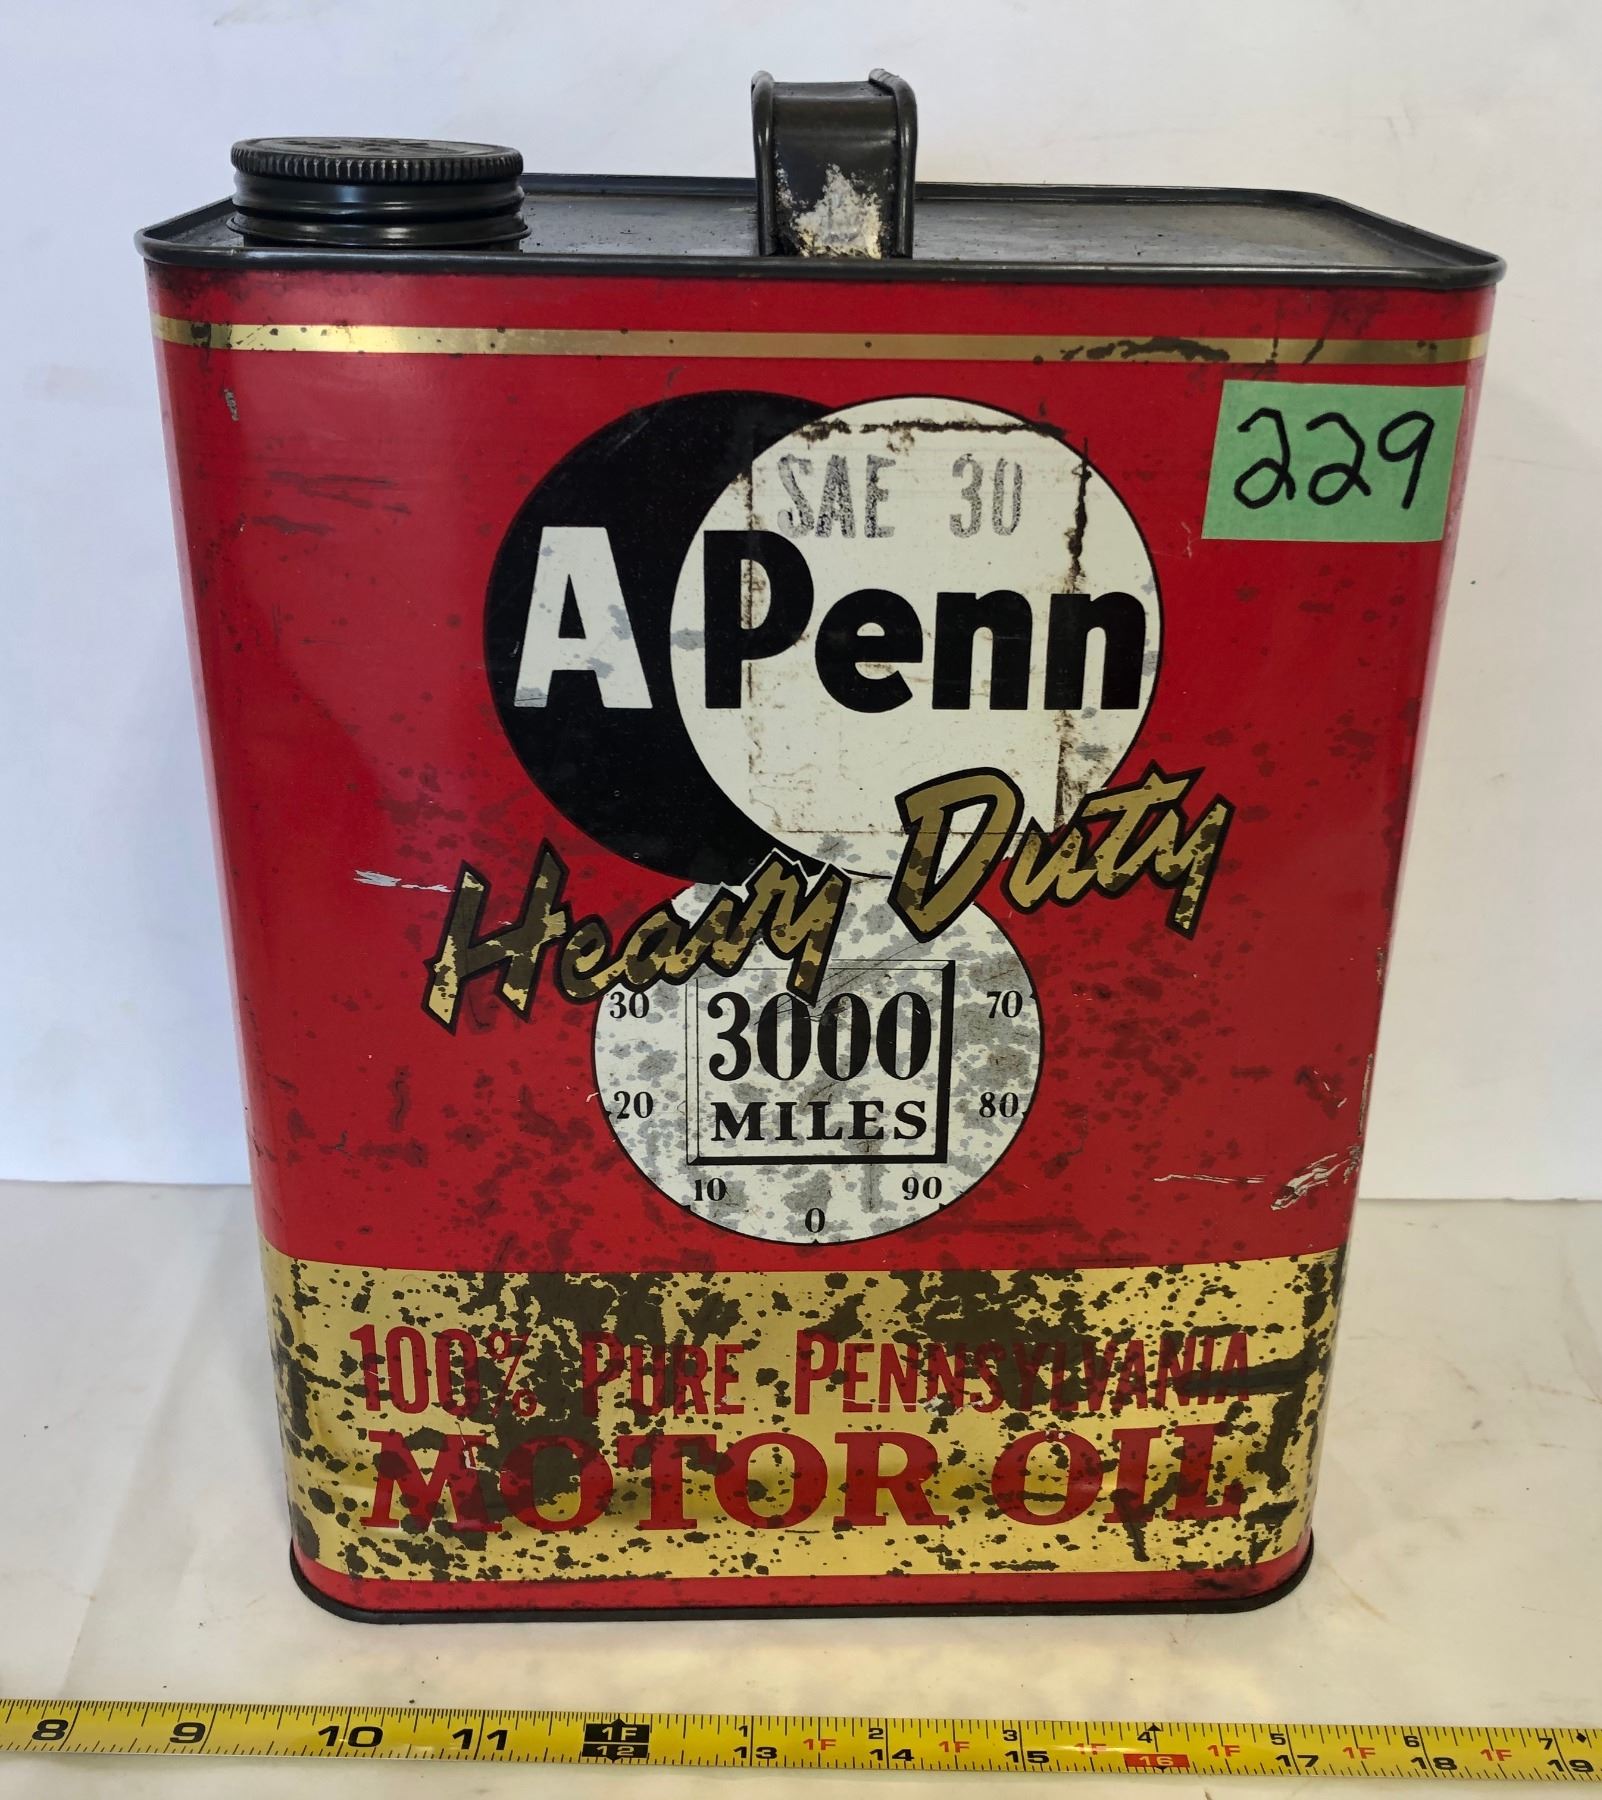 229
SAE 30
APenn
Heavy Duty
30 3000 70
20 MILES 80
10 90
0
100% PURE PENNSYLVANIA
MOTOR OIL
8 9 10 11 1F 1 1F 2 1F 3 1F 4 1F 5 1F 6 1F 7
12 13 14 15 16 17 18 19